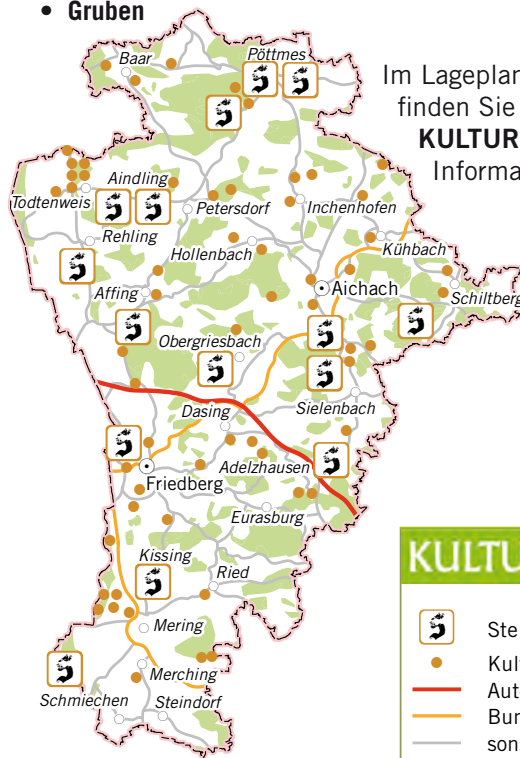 • Gruben
Im Lageplan
finden Sie
KULTUR
Informa
Baar
Pöttmes
Aindling
Todtenweis
Petersdorf
Inchenhofen
Rehling
Hollenbach
Kühbach
Affing
Aichach
Schiltberg
Obergriesbach
Dasing
Sielenbach
Adelzhausen
Friedberg
Eurasburg
Kissing
Ried
Mering
Merching
Schmiechen
Steindorf
KULTU
Ste
Kult
Aut
Bun
son